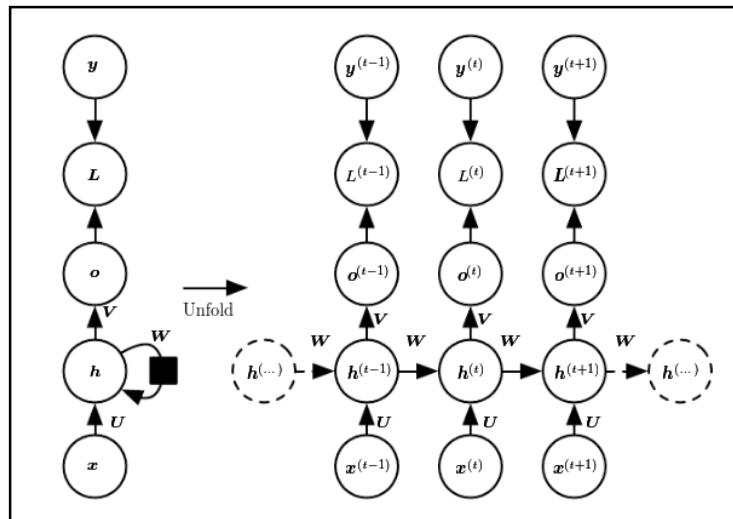 y y^(t−1) y^(t) y^(t+1)
L L^(t−1) L^(t) L^(t+1)
o o^(t−1) o^(t) o^(t+1)
Unfold
V V V V
W W W W W
h h^(...) h^(t−1) h^(t) h^(t+1) h^(...)
U U U U
x x^(t−1) x^(t) x^(t+1)